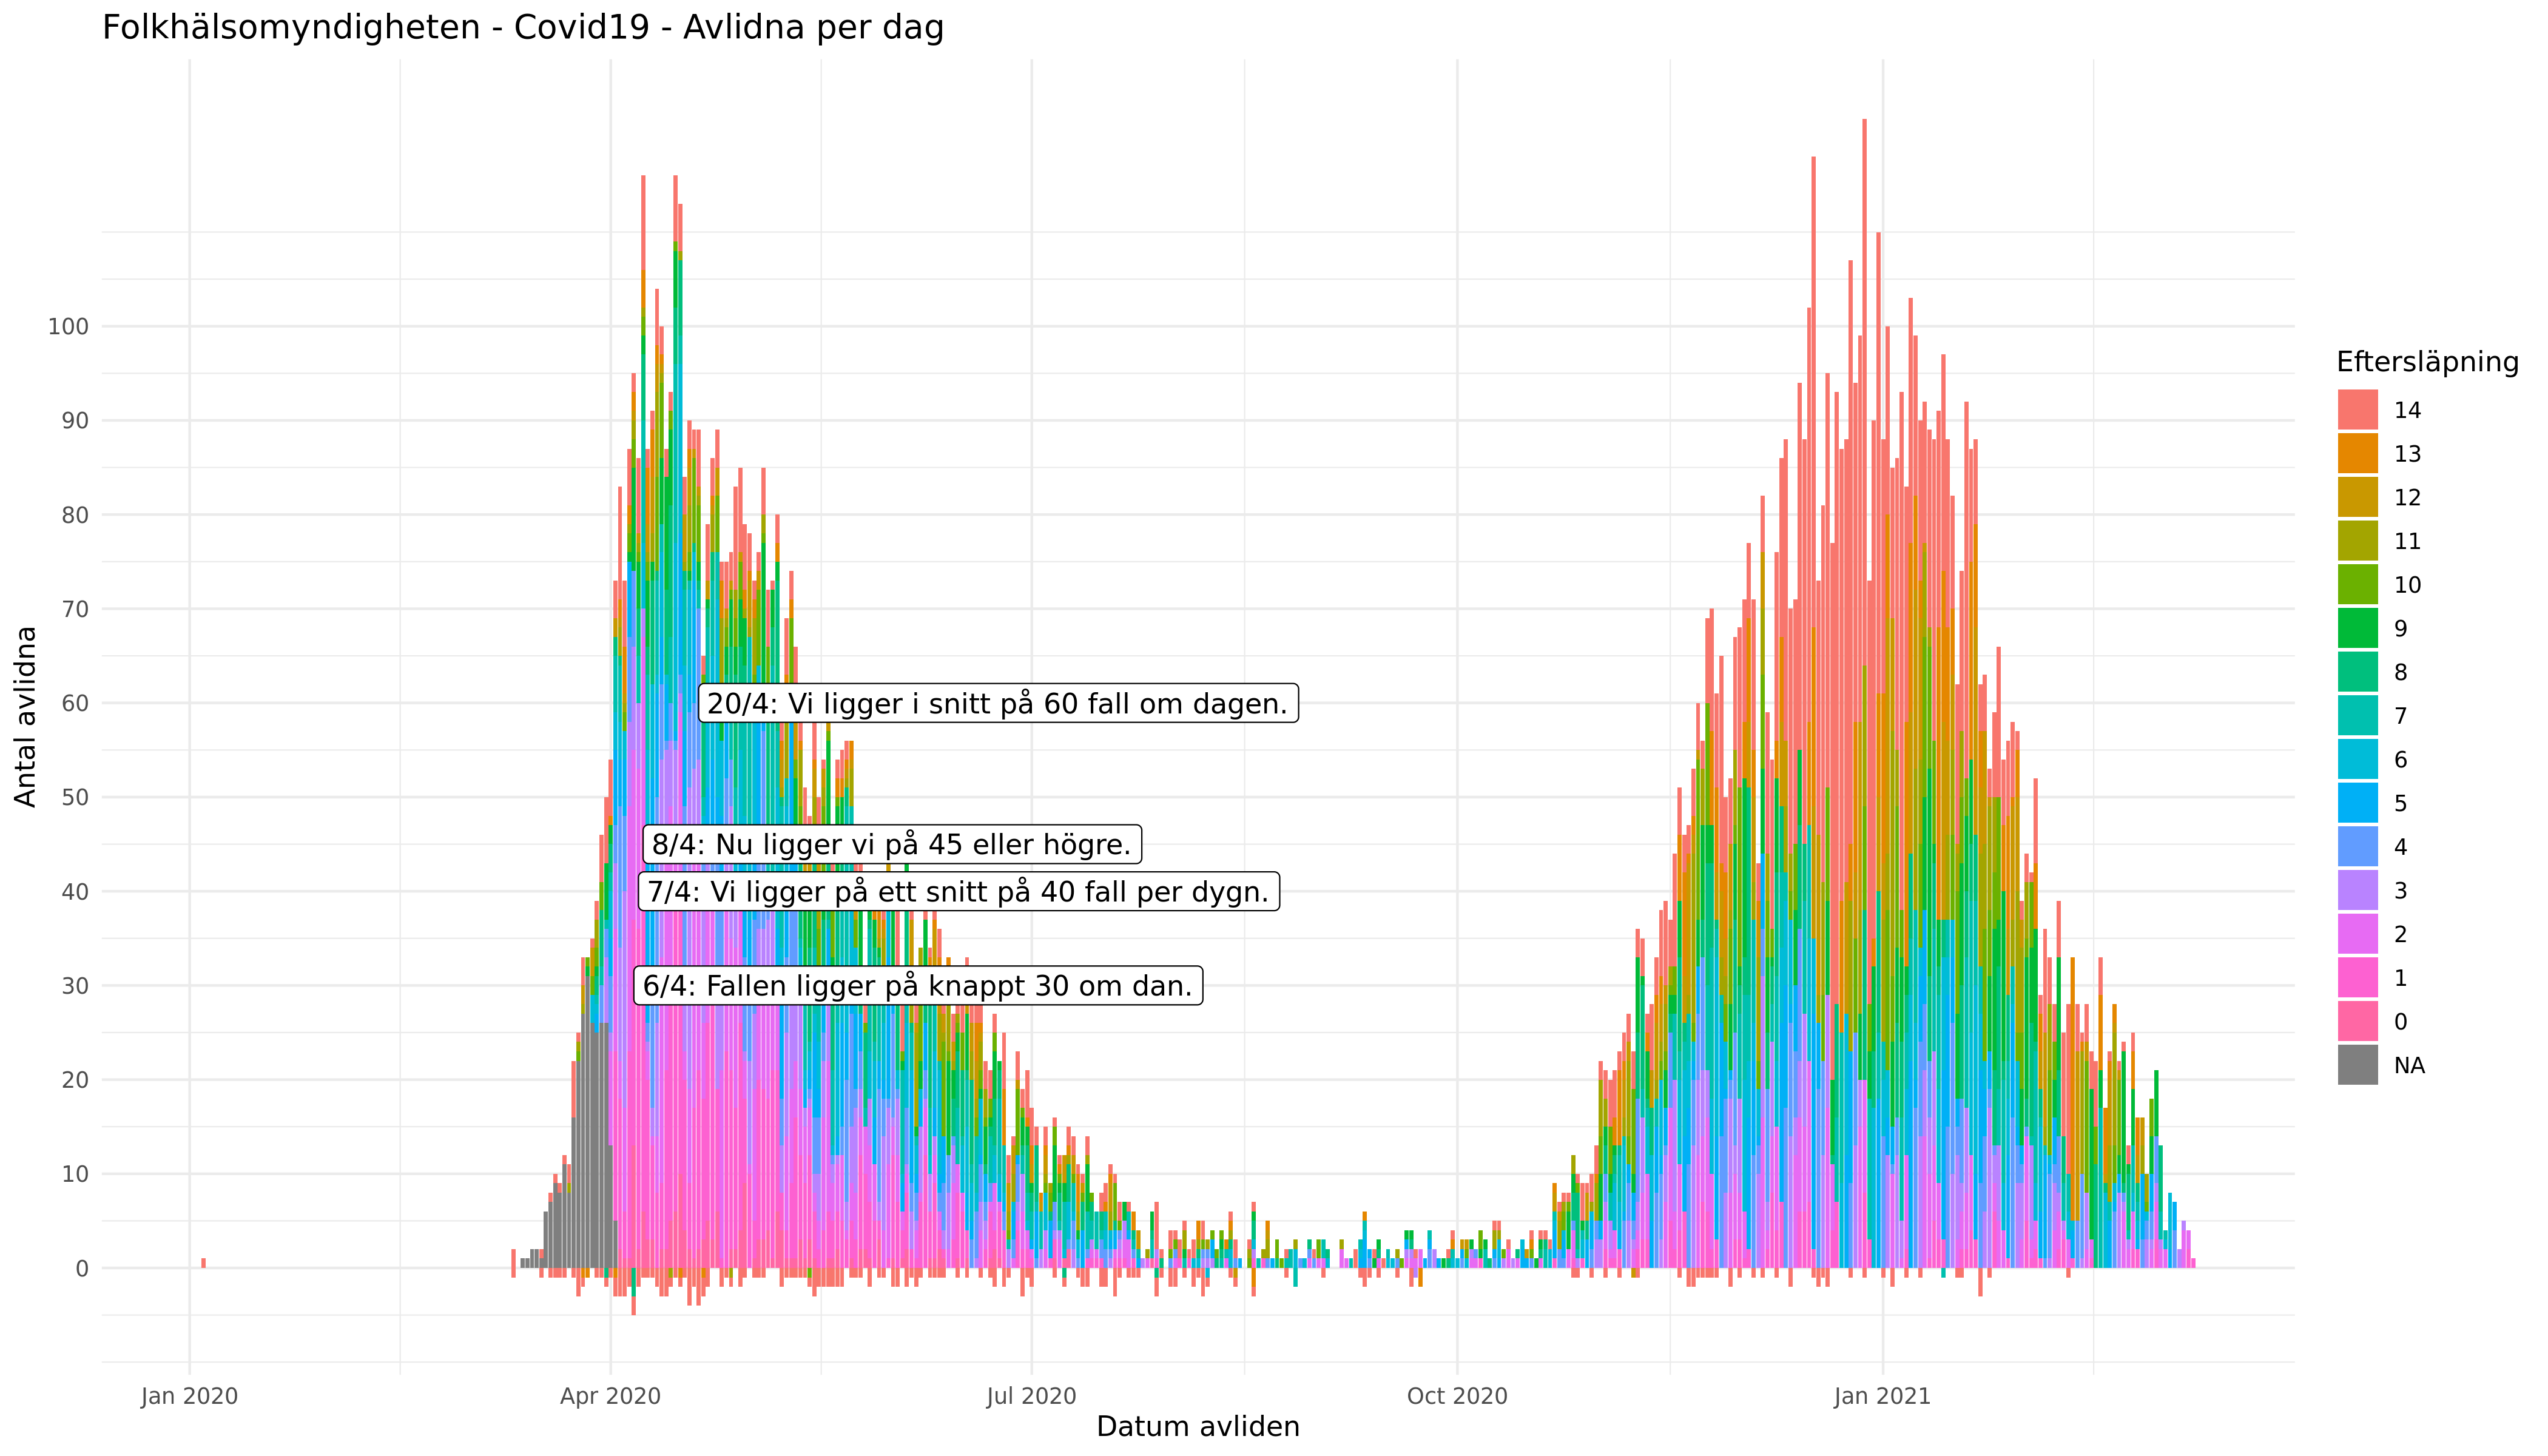 Folkhälsomyndigheten - Covid19 - Avlidna per dag
Antal avlidna
100
90
80
70
60
50
40
30
20
10
0
20/4: Vi ligger i snitt på 60 fall om dagen.
8/4: Nu ligger vi på 45 eller högre.
7/4: Vi ligger på ett snitt på 40 fall per dygn.
6/4: Fallen ligger på knappt 30 om dan.
Jan 2020
Apr 2020
Jul 2020
Oct 2020
Jan 2021
Datum avliden
Eftersläpning
14
13
12
11
10
9
8
7
6
5
4
3
2
1
0
NA